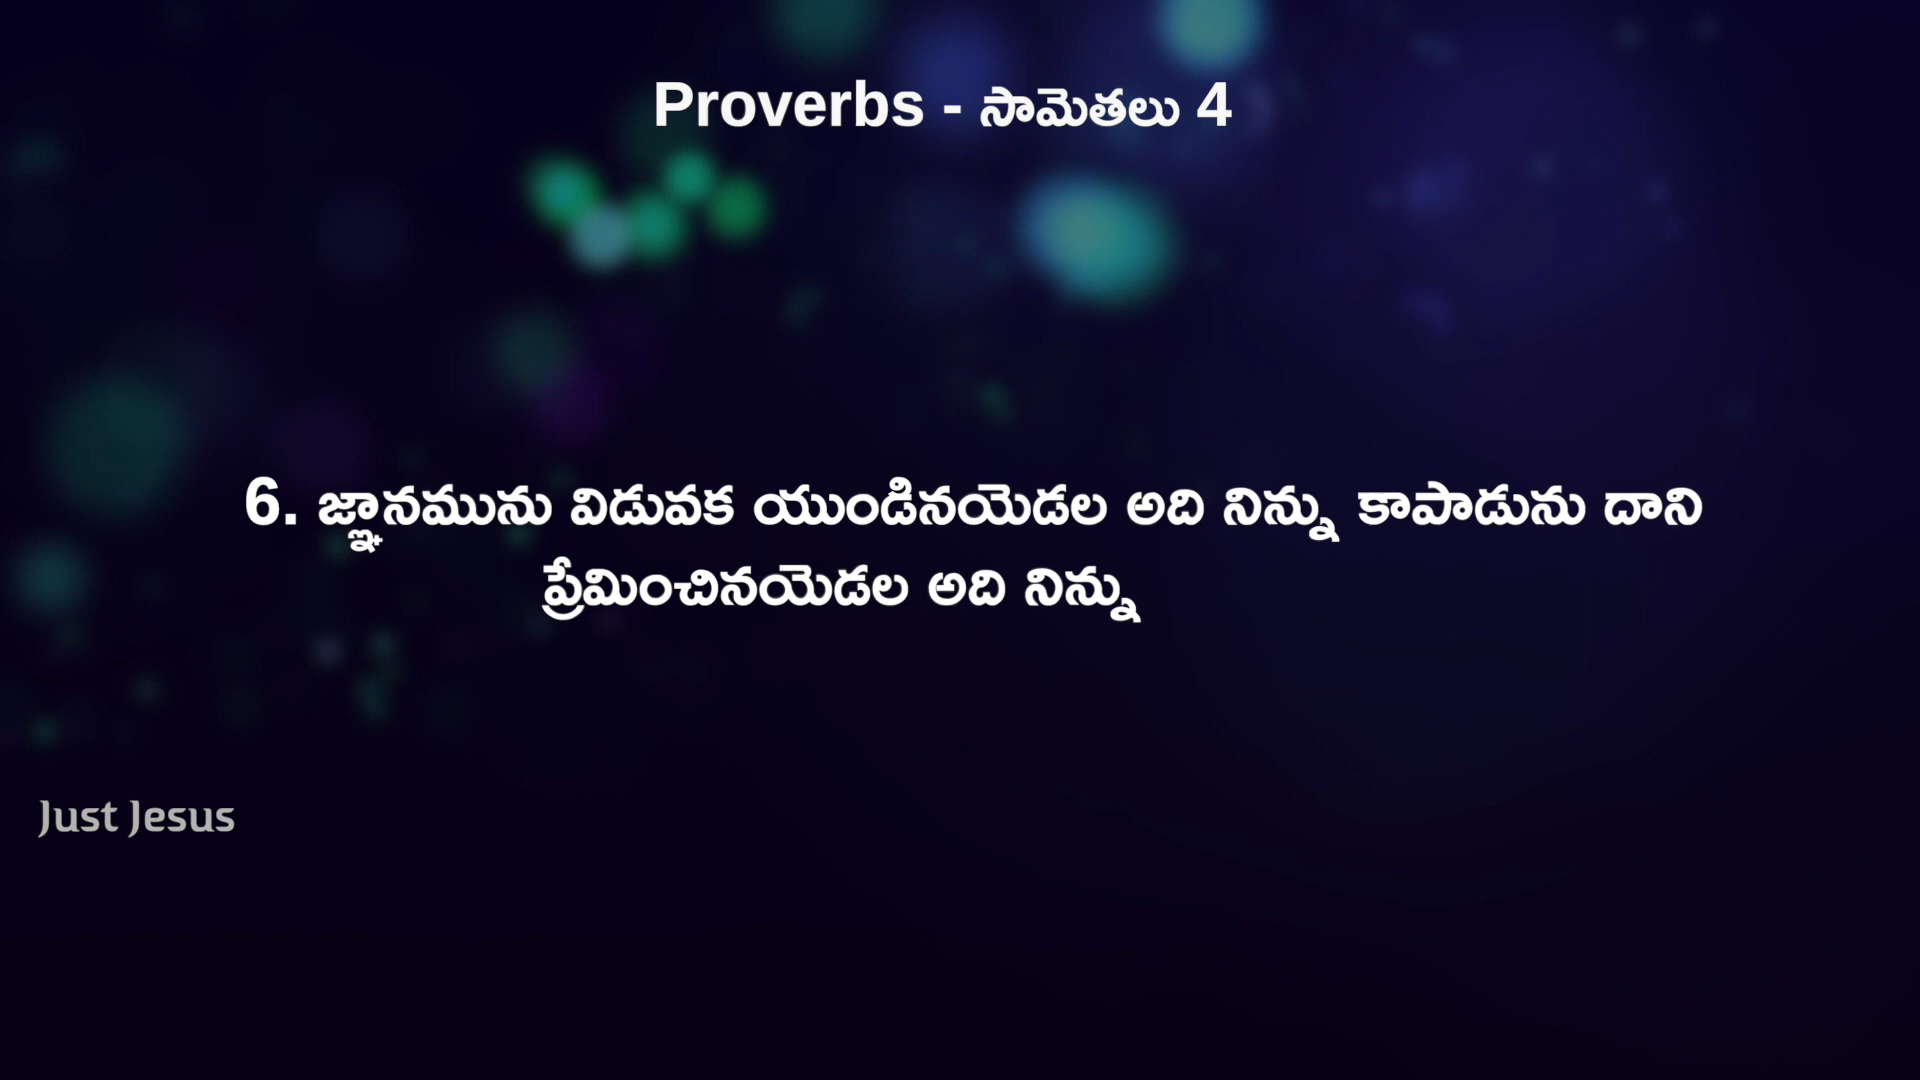 Proverbs - సామెతలు 4
6. జ్ఞానమును విడువక యుండినయెడల అది నిన్ను కాపాడును దాని
ప్రేమించినయెడల అది నిన్ను
Just Jesus